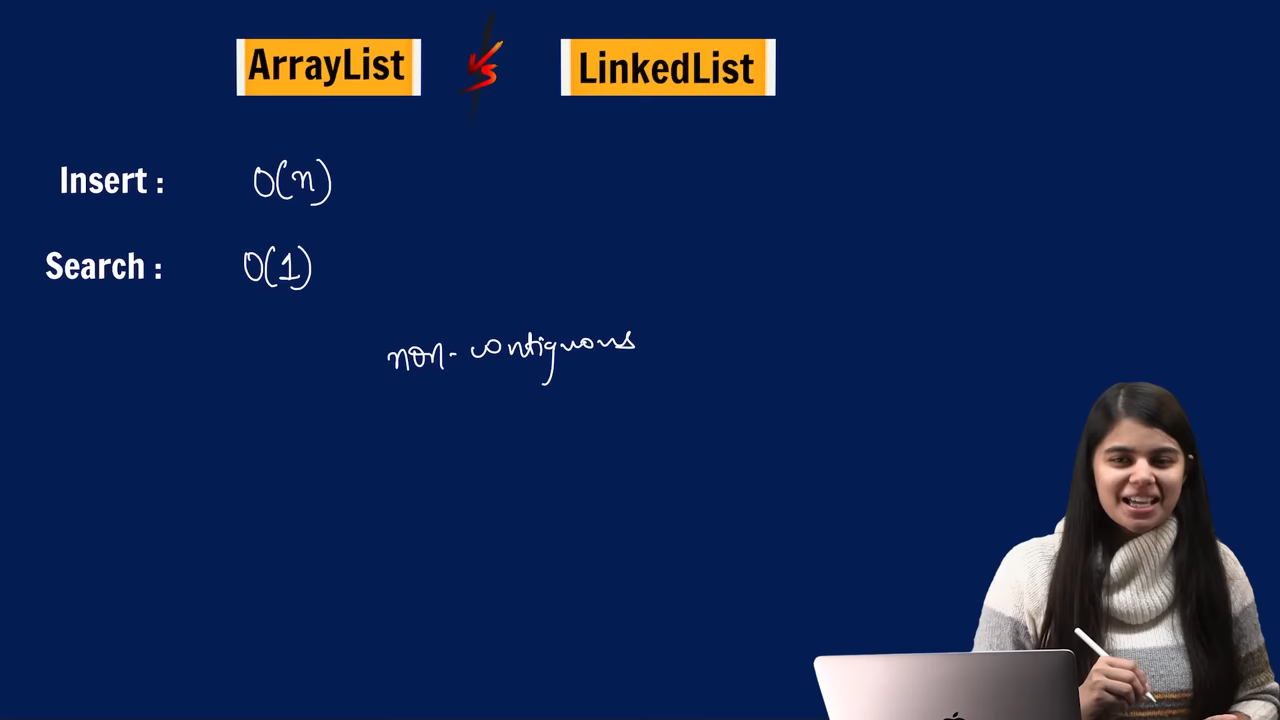 ArrayList VS LinkedList
Insert : O(n)
Search : O(1)
non-contiguous